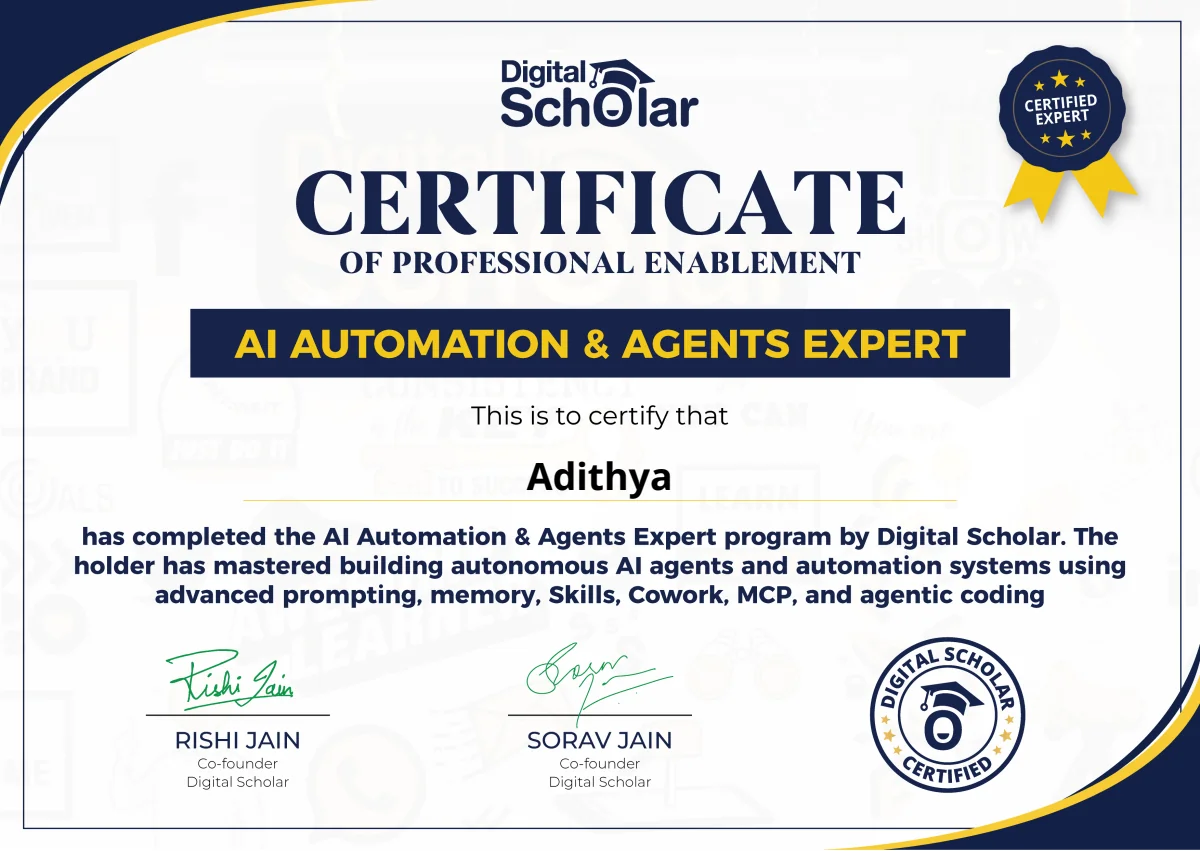 Digital
Scholar
CERTIFIED
EXPERT
CERTIFICATE
OF PROFESSIONAL ENABLEMENT
AI AUTOMATION & AGENTS EXPERT
This is to certify that
Adithya
has completed the AI Automation & Agents Expert program by Digital Scholar. The
holder has mastered building autonomous AI agents and automation systems using
advanced prompting, memory, Skills, Cowork, MCP, and agentic coding
Rishi Jain
RISHI JAIN
Co-founder
Digital Scholar
SORAV JAIN
Co-founder
Digital Scholar
DIGITAL SCHOLAR
CERTIFIED